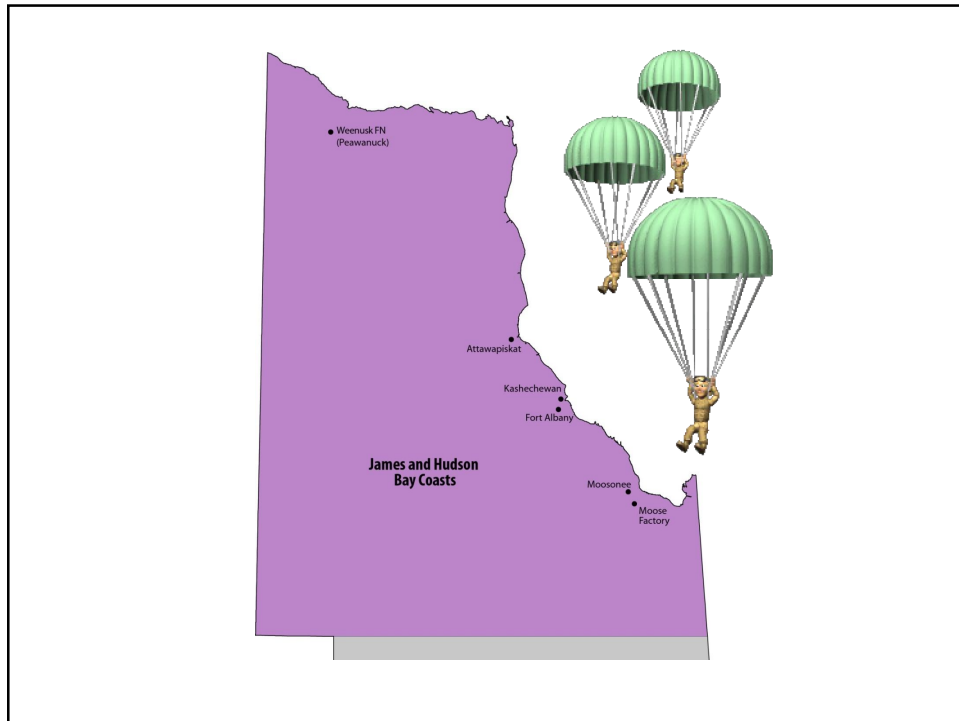 Weenusk FN
(Peawanuck)
Attawapiskat
Kashechewan
Fort Albany
James and Hudson
Bay Coasts
Moosonee
Moose
Factory